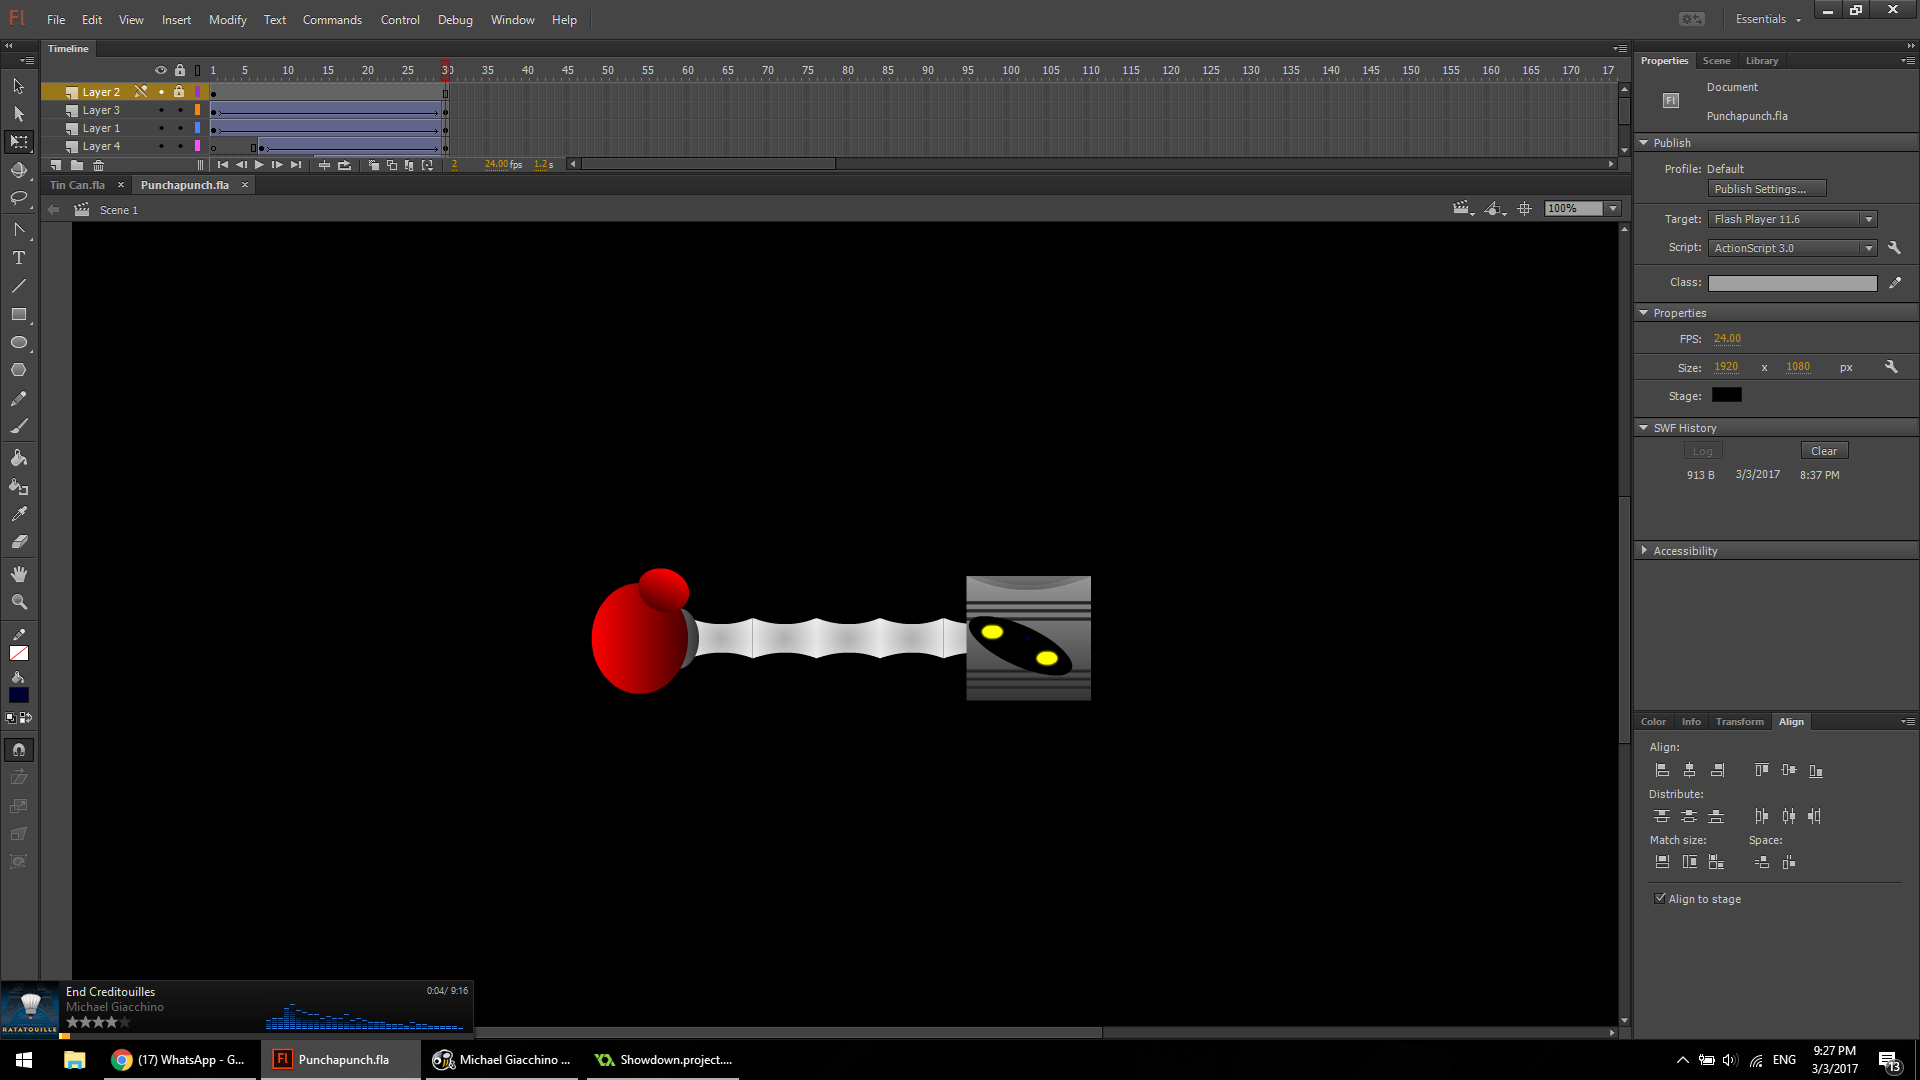 Fl File Edit View Insert Modify Text Commands Control Debug Window Help Essentials
Timeline
1 5 10 15 20 25 30 35 40 45 50 55 60 65 70 75 80 85 90 95 100 105 110 115 120 125 130 135 140 145 150 155 160 165 170 17
Layer 2
Layer 3
Layer 1
Layer 4
2 24.00 fps 1.2 s
Tin Can.fla Punchapunch.fla
Scene 1 100%
Properties Scene Library
Document
Fl
Punchapunch.fla
Publish
Profile: Default
Publish Settings...
Target: Flash Player 11.6
Script: ActionScript 3.0
Class:
Properties
FPS: 24.00
Size: 1920 x 1080 px
Stage:
SWF History
Log Clear
913 B 3/3/2017 8:37 PM
Accessibility
Color Info Transform Align
Align:
Distribute:
Match size: Space:
Align to stage
End Creditouilles 0:04/ 9:16
Michael Giacchino
RATATOUILLE
(17) WhatsApp - G... Fl Punchapunch.fla Michael Giacchino ... Showdown.project.... ENG 9:27 PM
3/3/2017 13